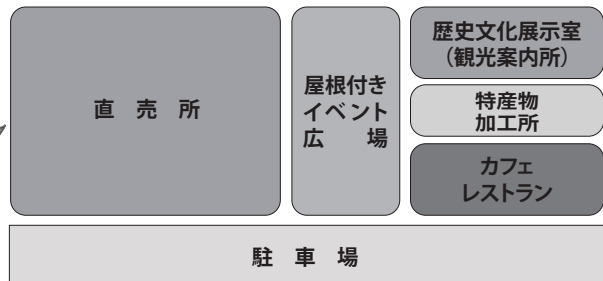 直売所
屋根付き
イベント
広場
歴史文化展示室
（観光案内所）
特産物
加工所
カフェ
レストラン
駐車場